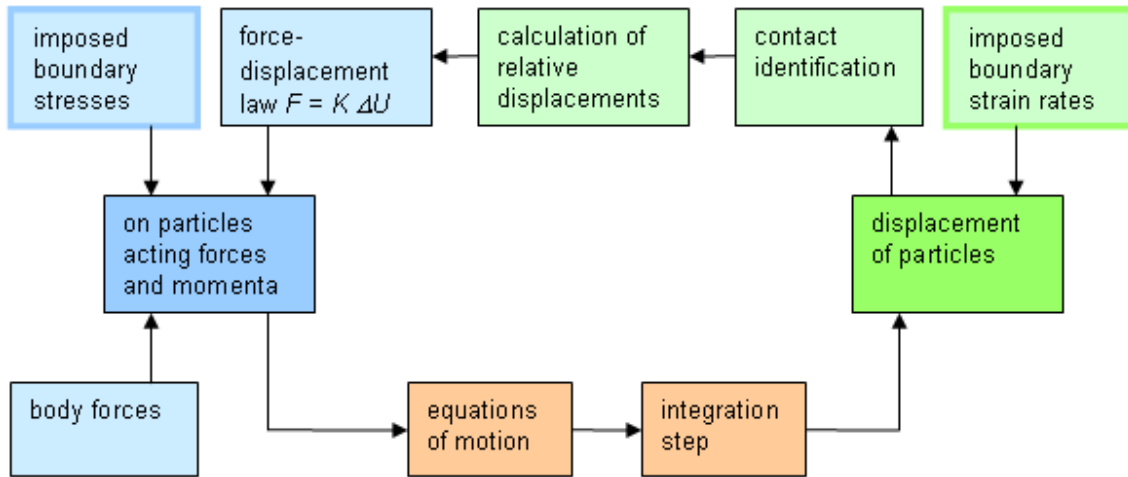 imposed
boundary
stresses
force-
displacement
law F = K ΔU
calculation of
relative
displacements
contact
identification
imposed
boundary
strain rates
on particles
acting forces
and momenta
displacement
of particles
body forces
equations
of motion
integration
step